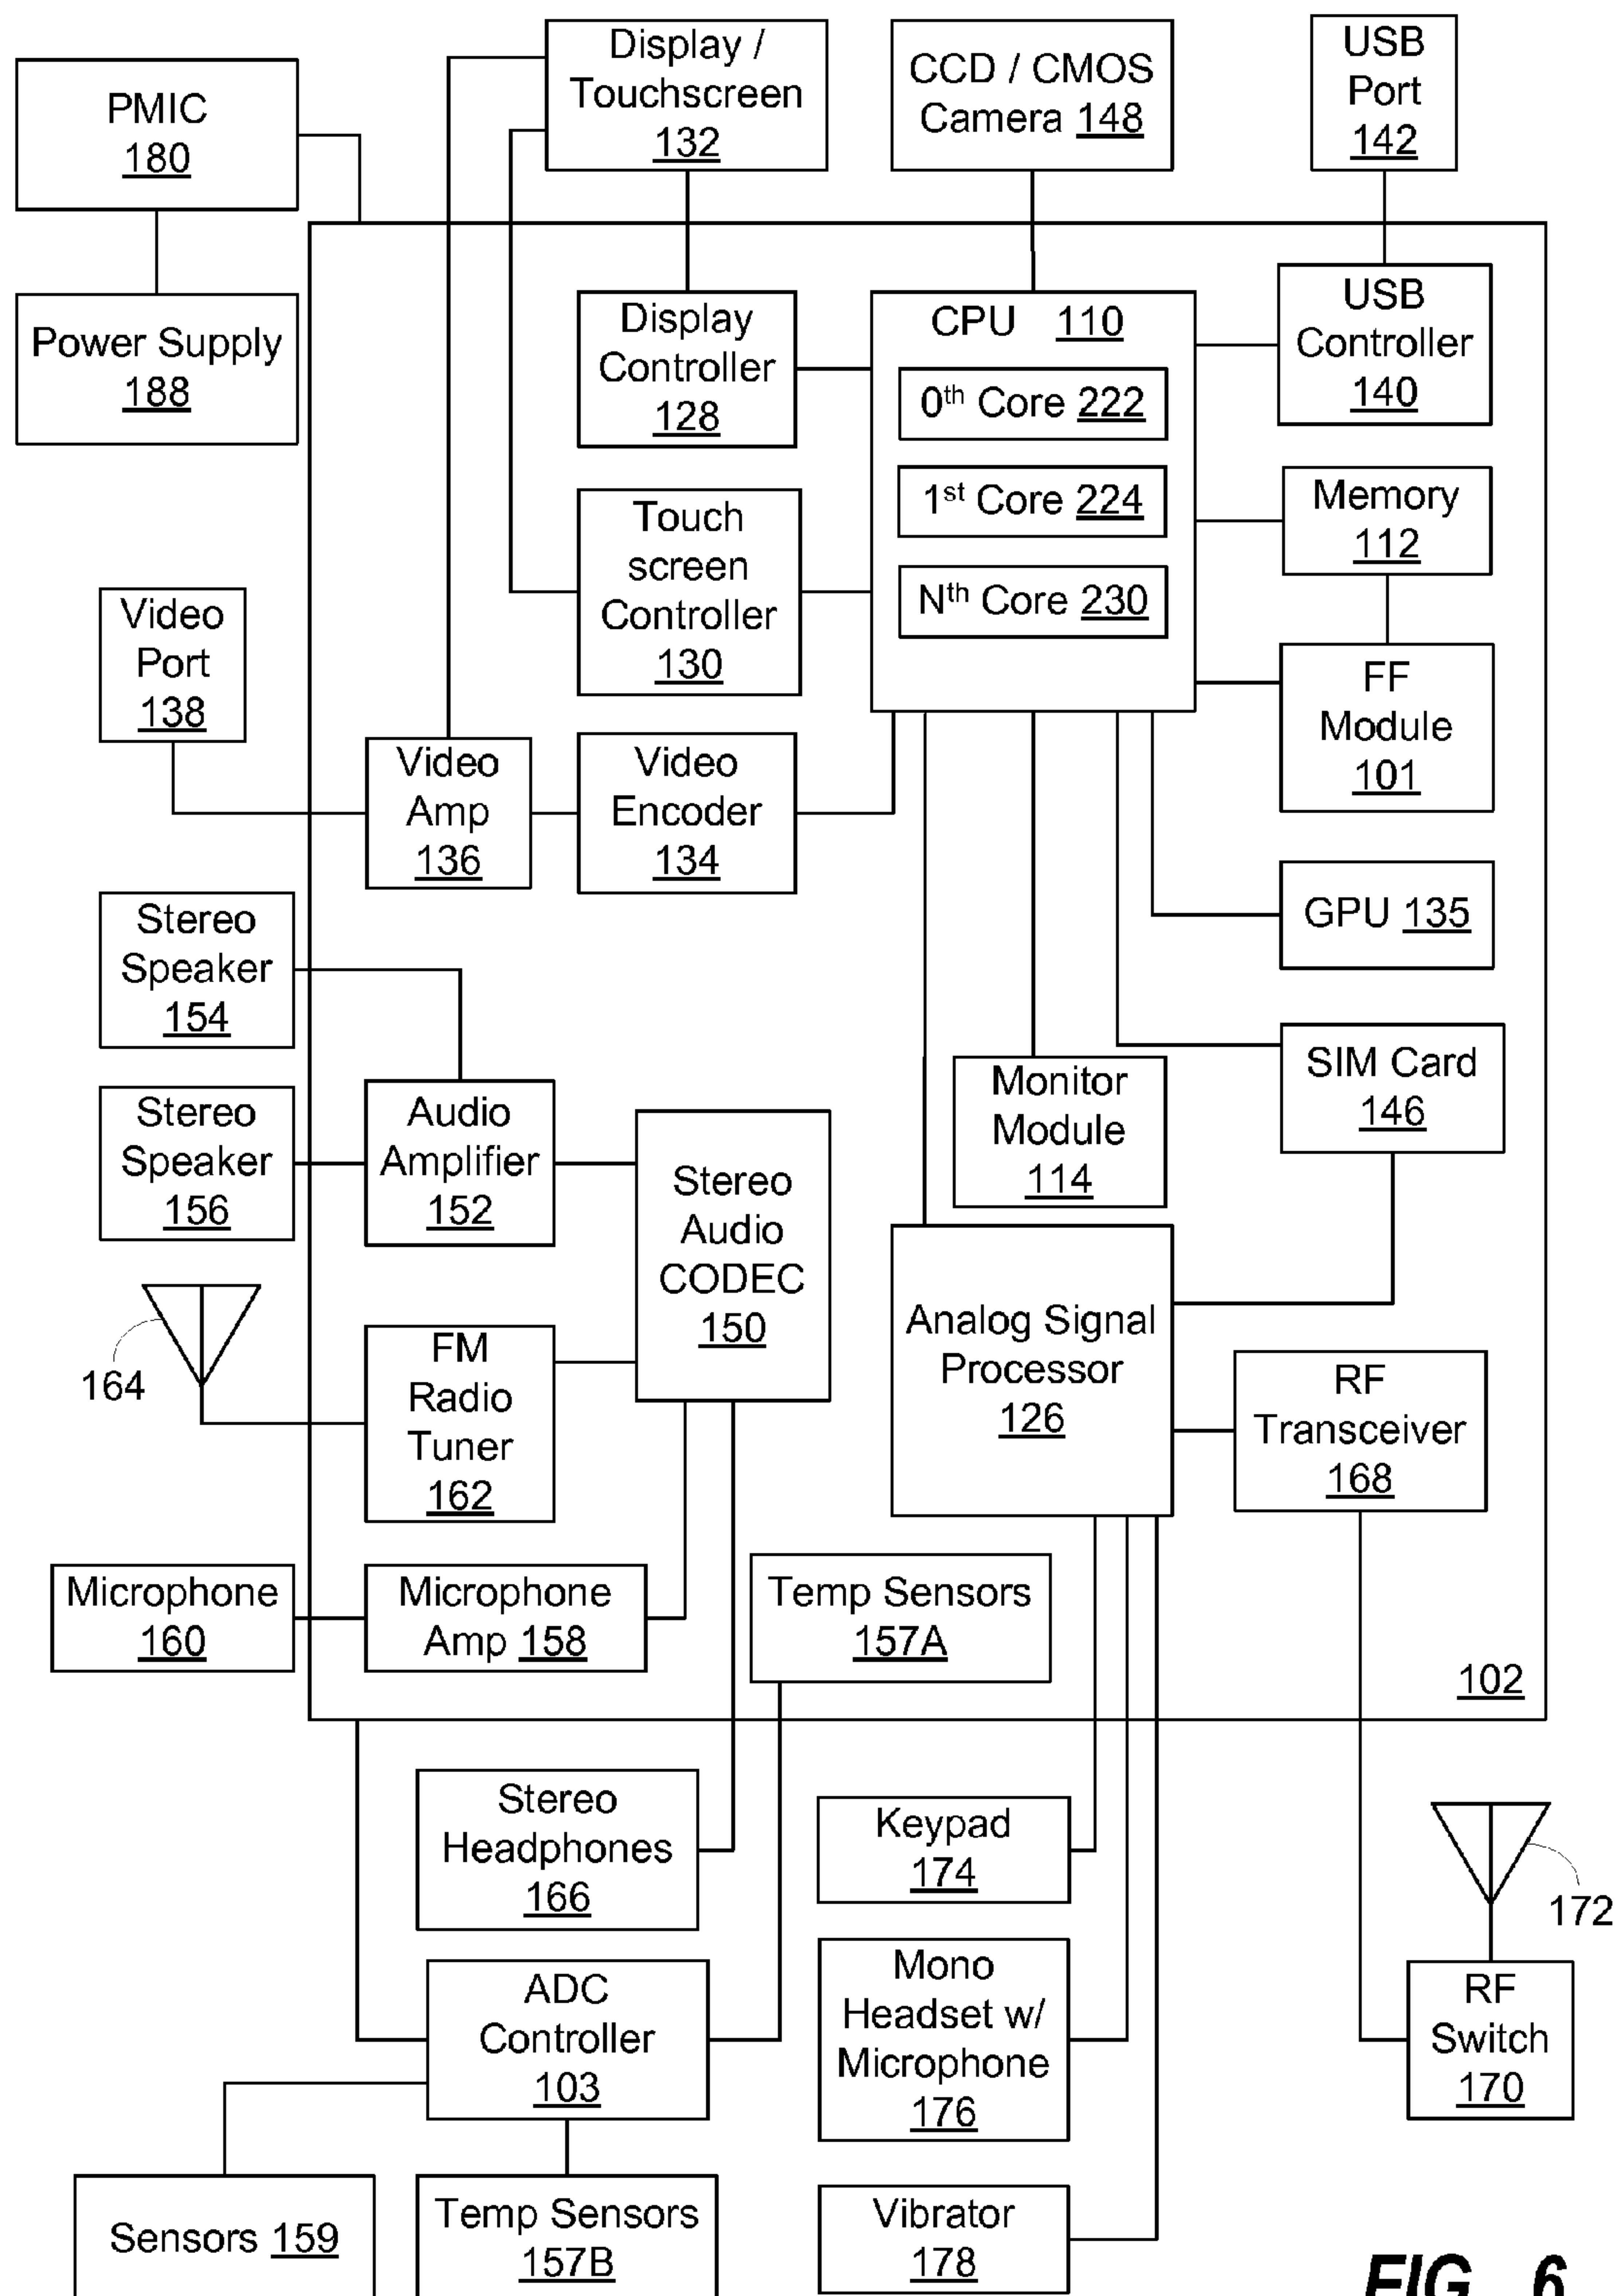 PMIC
180
Display /
Touchscreen
132
CCD / CMOS
Camera 148
USB
Port
142
Power Supply
188
Display
Controller
128
CPU 110
0th Core 222
1st Core 224
Nth Core 230
USB
Controller
140
Touch
screen
Controller
130
Memory
112
Video
Port
138
FF
Module
101
Video
Amp
136
Video
Encoder
134
GPU 135
Stereo
Speaker
154
SIM Card
146
Monitor
Module
114
Stereo
Speaker
156
Audio
Amplifier
152
Stereo
Audio
CODEC
150
164
FM
Radio
Tuner
162
Analog Signal
Processor
126
RF
Transceiver
168
Microphone
160
Microphone
Amp 158
Temp Sensors
157A
102
Stereo
Headphones
166
Keypad
174
172
ADC
Controller
103
Mono
Headset w/
Microphone
176
RF
Switch
170
Sensors 159
Temp Sensors
157B
Vibrator
178
FIG. 6